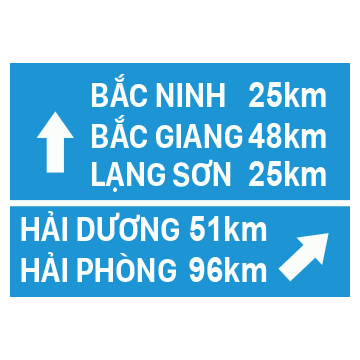 BẮC NINH 25km
BẮC GIANG 48km
LẠNG SƠN 25km
HẢI DƯƠNG 51km
HẢI PHÒNG 96km